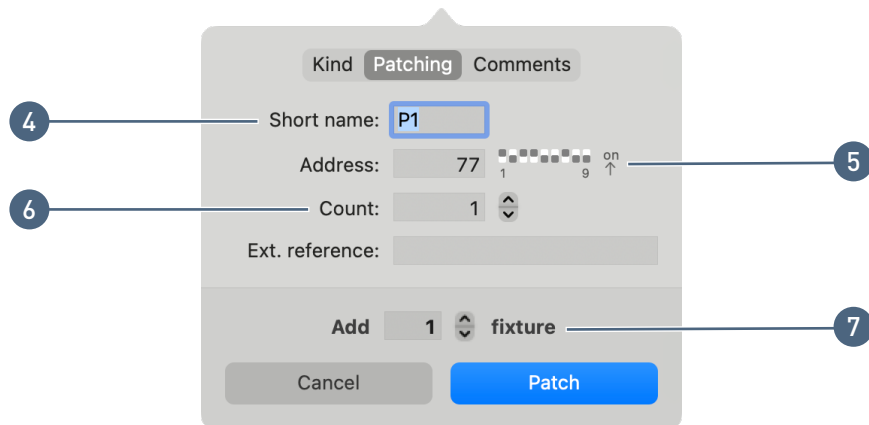 Kind Patching Comments
4 Short name: P1
Address: 77 1 9 on 5
6 Count: 1
Ext. reference:
Add 1 fixture 7
Cancel Patch